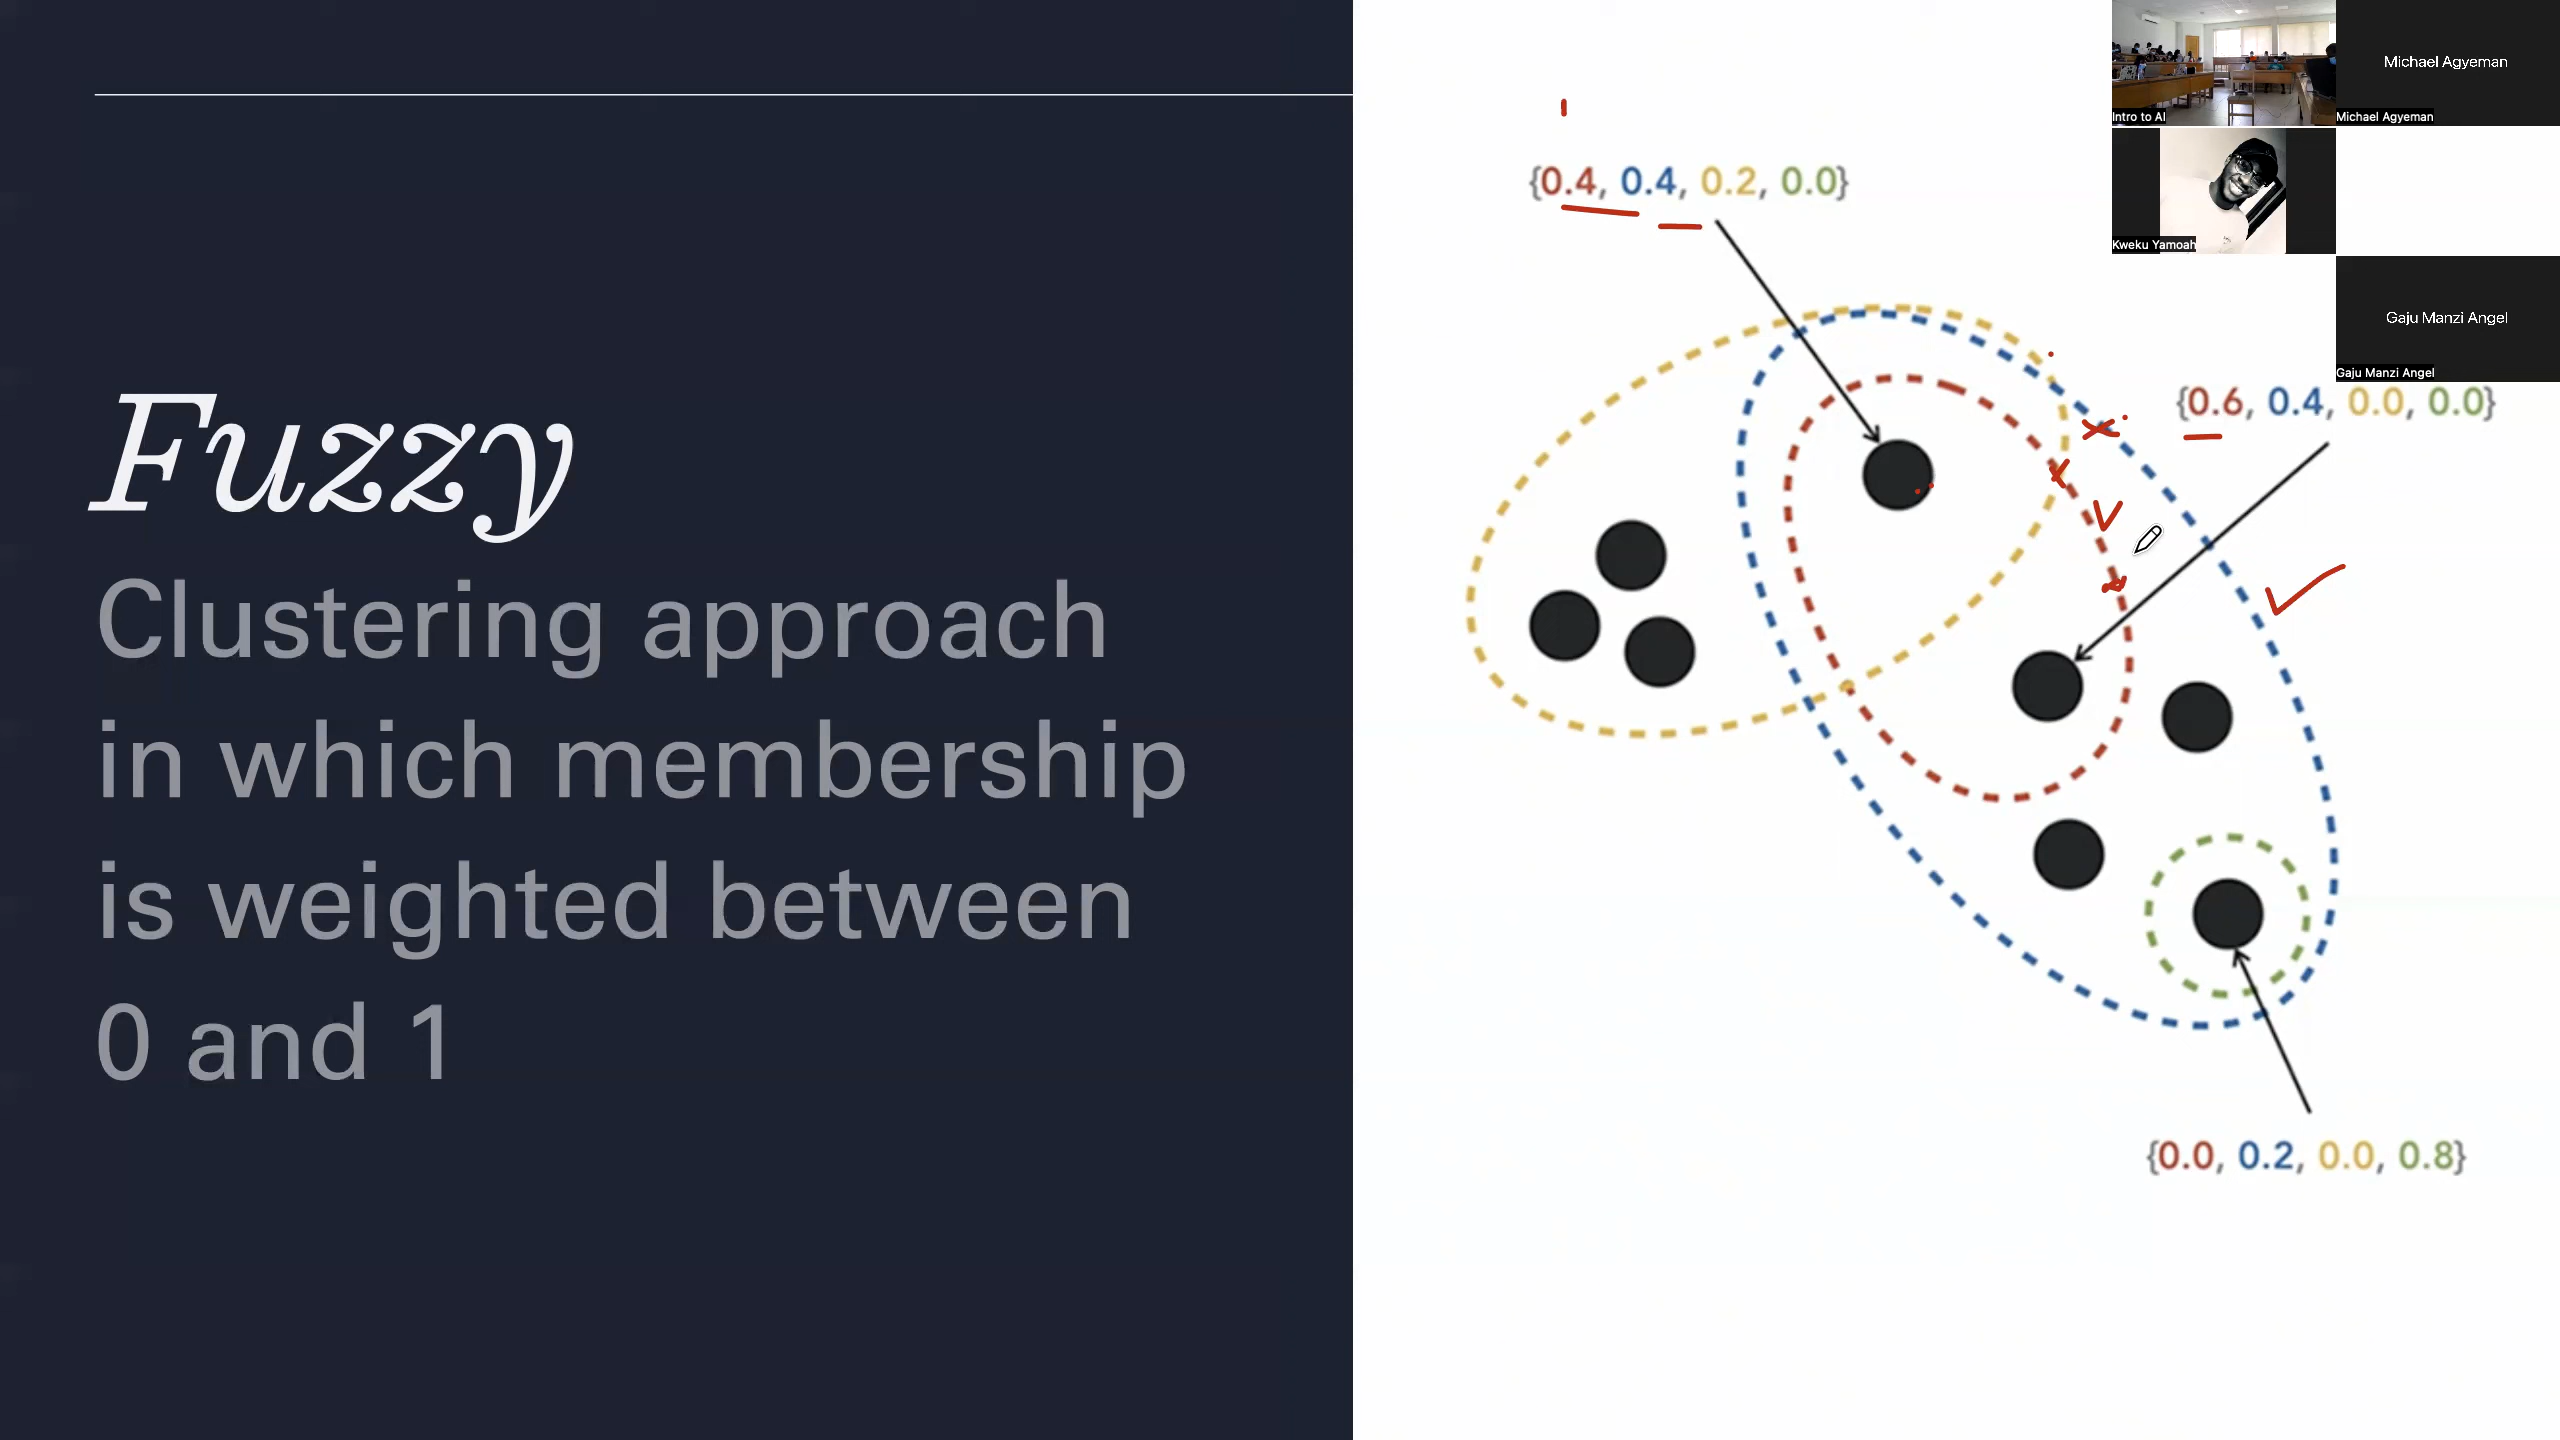 Fuzzy
Clustering approach
in which membership
is weighted between
0 and 1
{0.4, 0.4, 0.2, 0.0}
{0.6, 0.4, 0.0, 0.0}
{0.0, 0.2, 0.0, 0.8}
Intro to AI
Michael Agyeman
Michael Agyeman
Kweku Yamoah
Gaju Manzi Angel
Gaju Manzi Angel